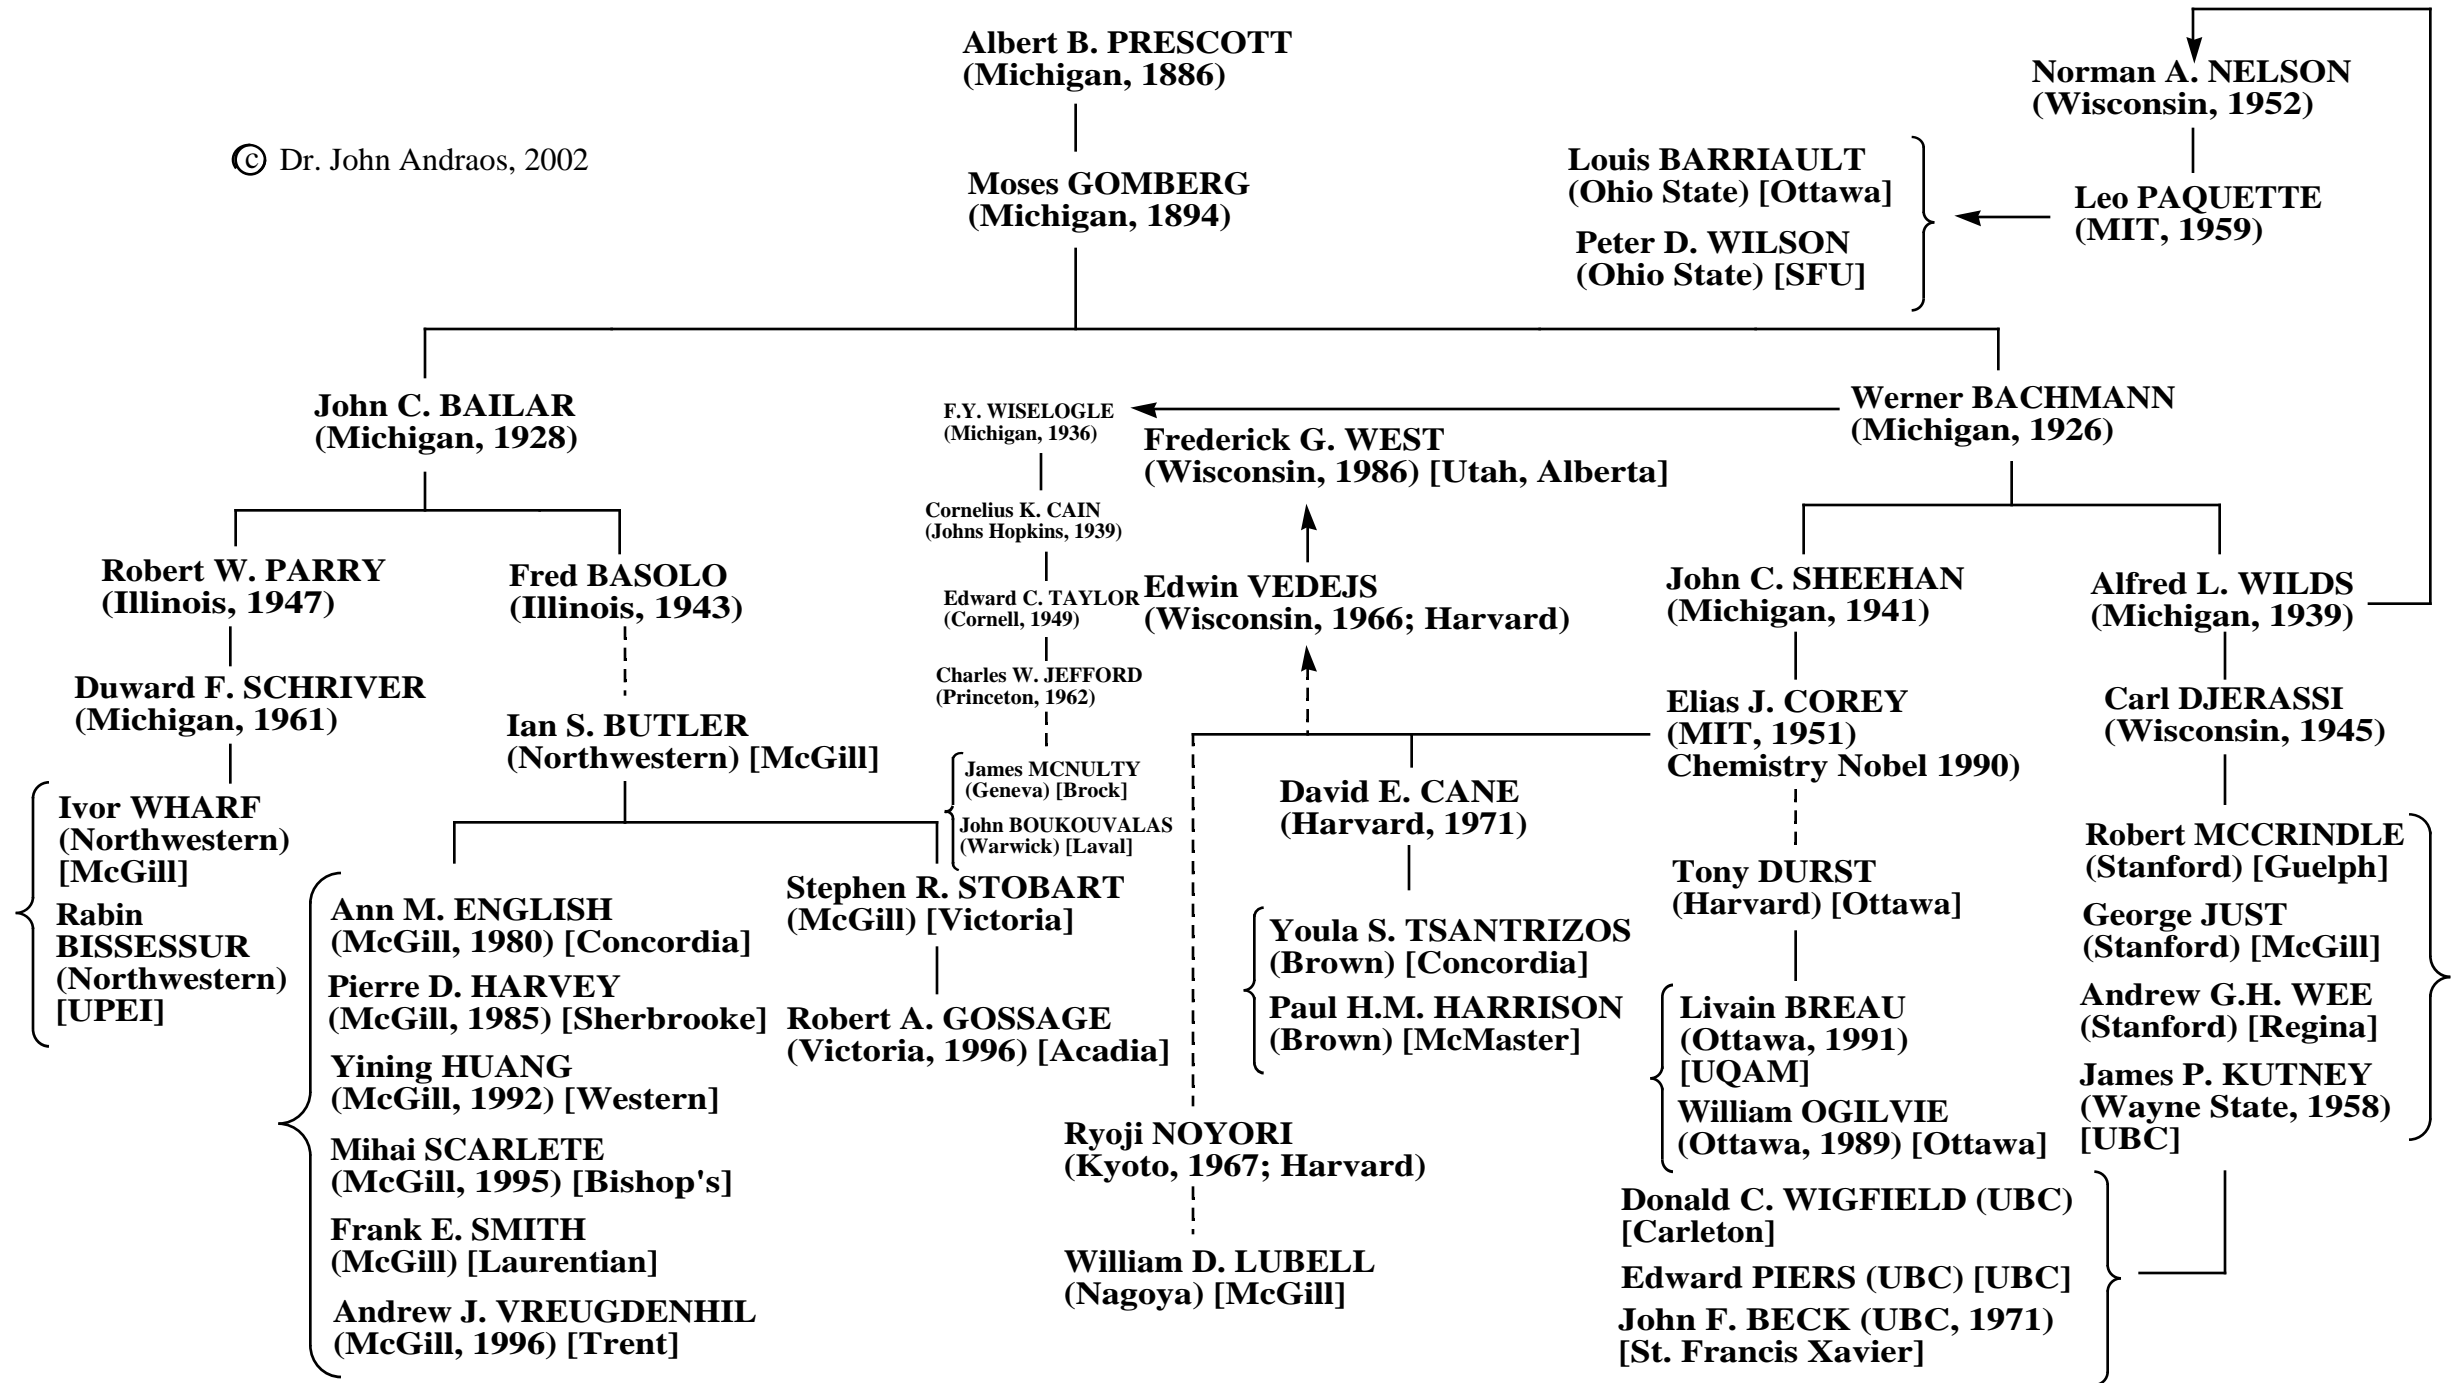 Albert B. PRESCOTT
(Michigan, 1886)
Norman A. NELSON
(Wisconsin, 1952)
© Dr. John Andraos, 2002
Moses GOMBERG
(Michigan, 1894)
Louis BARRIAULT
(Ohio State) [Ottawa]
Peter D. WILSON
(Ohio State) [SFU]
Leo PAQUETTE
(MIT, 1959)
John C. BAILAR
(Michigan, 1928)
F.Y. WISELOGLE
(Michigan, 1936)
Frederick G. WEST
(Wisconsin, 1986) [Utah, Alberta]
Werner BACHMANN
(Michigan, 1926)
Cornelius K. CAIN
(Johns Hopkins, 1939)
Robert W. PARRY
(Illinois, 1947)
Fred BASOLO
(Illinois, 1943)
Edward C. TAYLOR
(Cornell, 1949)
Edwin VEDEJS
(Wisconsin, 1966; Harvard)
John C. SHEEHAN
(Michigan, 1941)
Alfred L. WILDS
(Michigan, 1939)
Duward F. SCHRIVER
(Michigan, 1961)
Ian S. BUTLER
(Northwestern) [McGill]
Charles W. JEFFORD
(Princeton, 1962)
Elias J. COREY
(MIT, 1951)
Chemistry Nobel 1990)
Carl DJERASSI
(Wisconsin, 1945)
Ivor WHARF
(Northwestern)
[McGill]
Rabin
BISSESSUR
(Northwestern)
[UPEI]
James MCNULTY
(Geneva) [Brock]
John BOUKOUVALAS
(Warwick) [Laval]
David E. CANE
(Harvard, 1971)
Tony DURST
(Harvard) [Ottawa]
Robert MCCRINDLE
(Stanford) [Guelph]
George JUST
(Stanford) [McGill]
Andrew G.H. WEE
(Stanford) [Regina]
James P. KUTNEY
(Wayne State, 1958)
[UBC]
Ann M. ENGLISH
(McGill, 1980) [Concordia]
Pierre D. HARVEY
(McGill, 1985) [Sherbrooke]
Yining HUANG
(McGill, 1992) [Western]
Mihai SCARLETE
(McGill, 1995) [Bishop's]
Frank E. SMITH
(McGill) [Laurentian]
Andrew J. VREUGDENHIL
(McGill, 1996) [Trent]
Stephen R. STOBART
(McGill) [Victoria]
Robert A. GOSSAGE
(Victoria, 1996) [Acadia]
Youla S. TSANTRIZOS
(Brown) [Concordia]
Paul H.M. HARRISON
(Brown) [McMaster]
Livain BREAU
(Ottawa, 1991)
[UQAM]
William OGILVIE
(Ottawa, 1989) [Ottawa]
Ryoji NOYORI
(Kyoto, 1967; Harvard)
William D. LUBELL
(Nagoya) [McGill]
Donald C. WIGFIELD (UBC)
[Carleton]
Edward PIERS (UBC) [UBC]
John F. BECK (UBC, 1971)
[St. Francis Xavier]